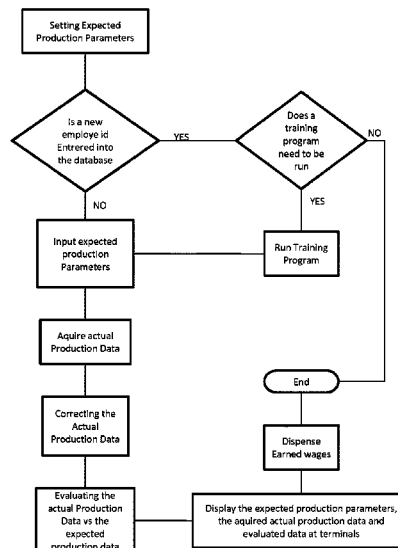 Setting Expected
Production Parameters
Is a new
employe id
Entrered into
the database
YES
Does a
training
program
need to be
run
NO
NO
YES
Input expected
production
Parameters
Run Training
Program
Aquire actual
Production Data
End
Correcting the
Actual
Production Data
Dispense
Earned wages
Evaluating the
actual Production
Data vs the
expected
production data
Display the expected production parameters,
the aquired actual production data and
evaluated data at terminals